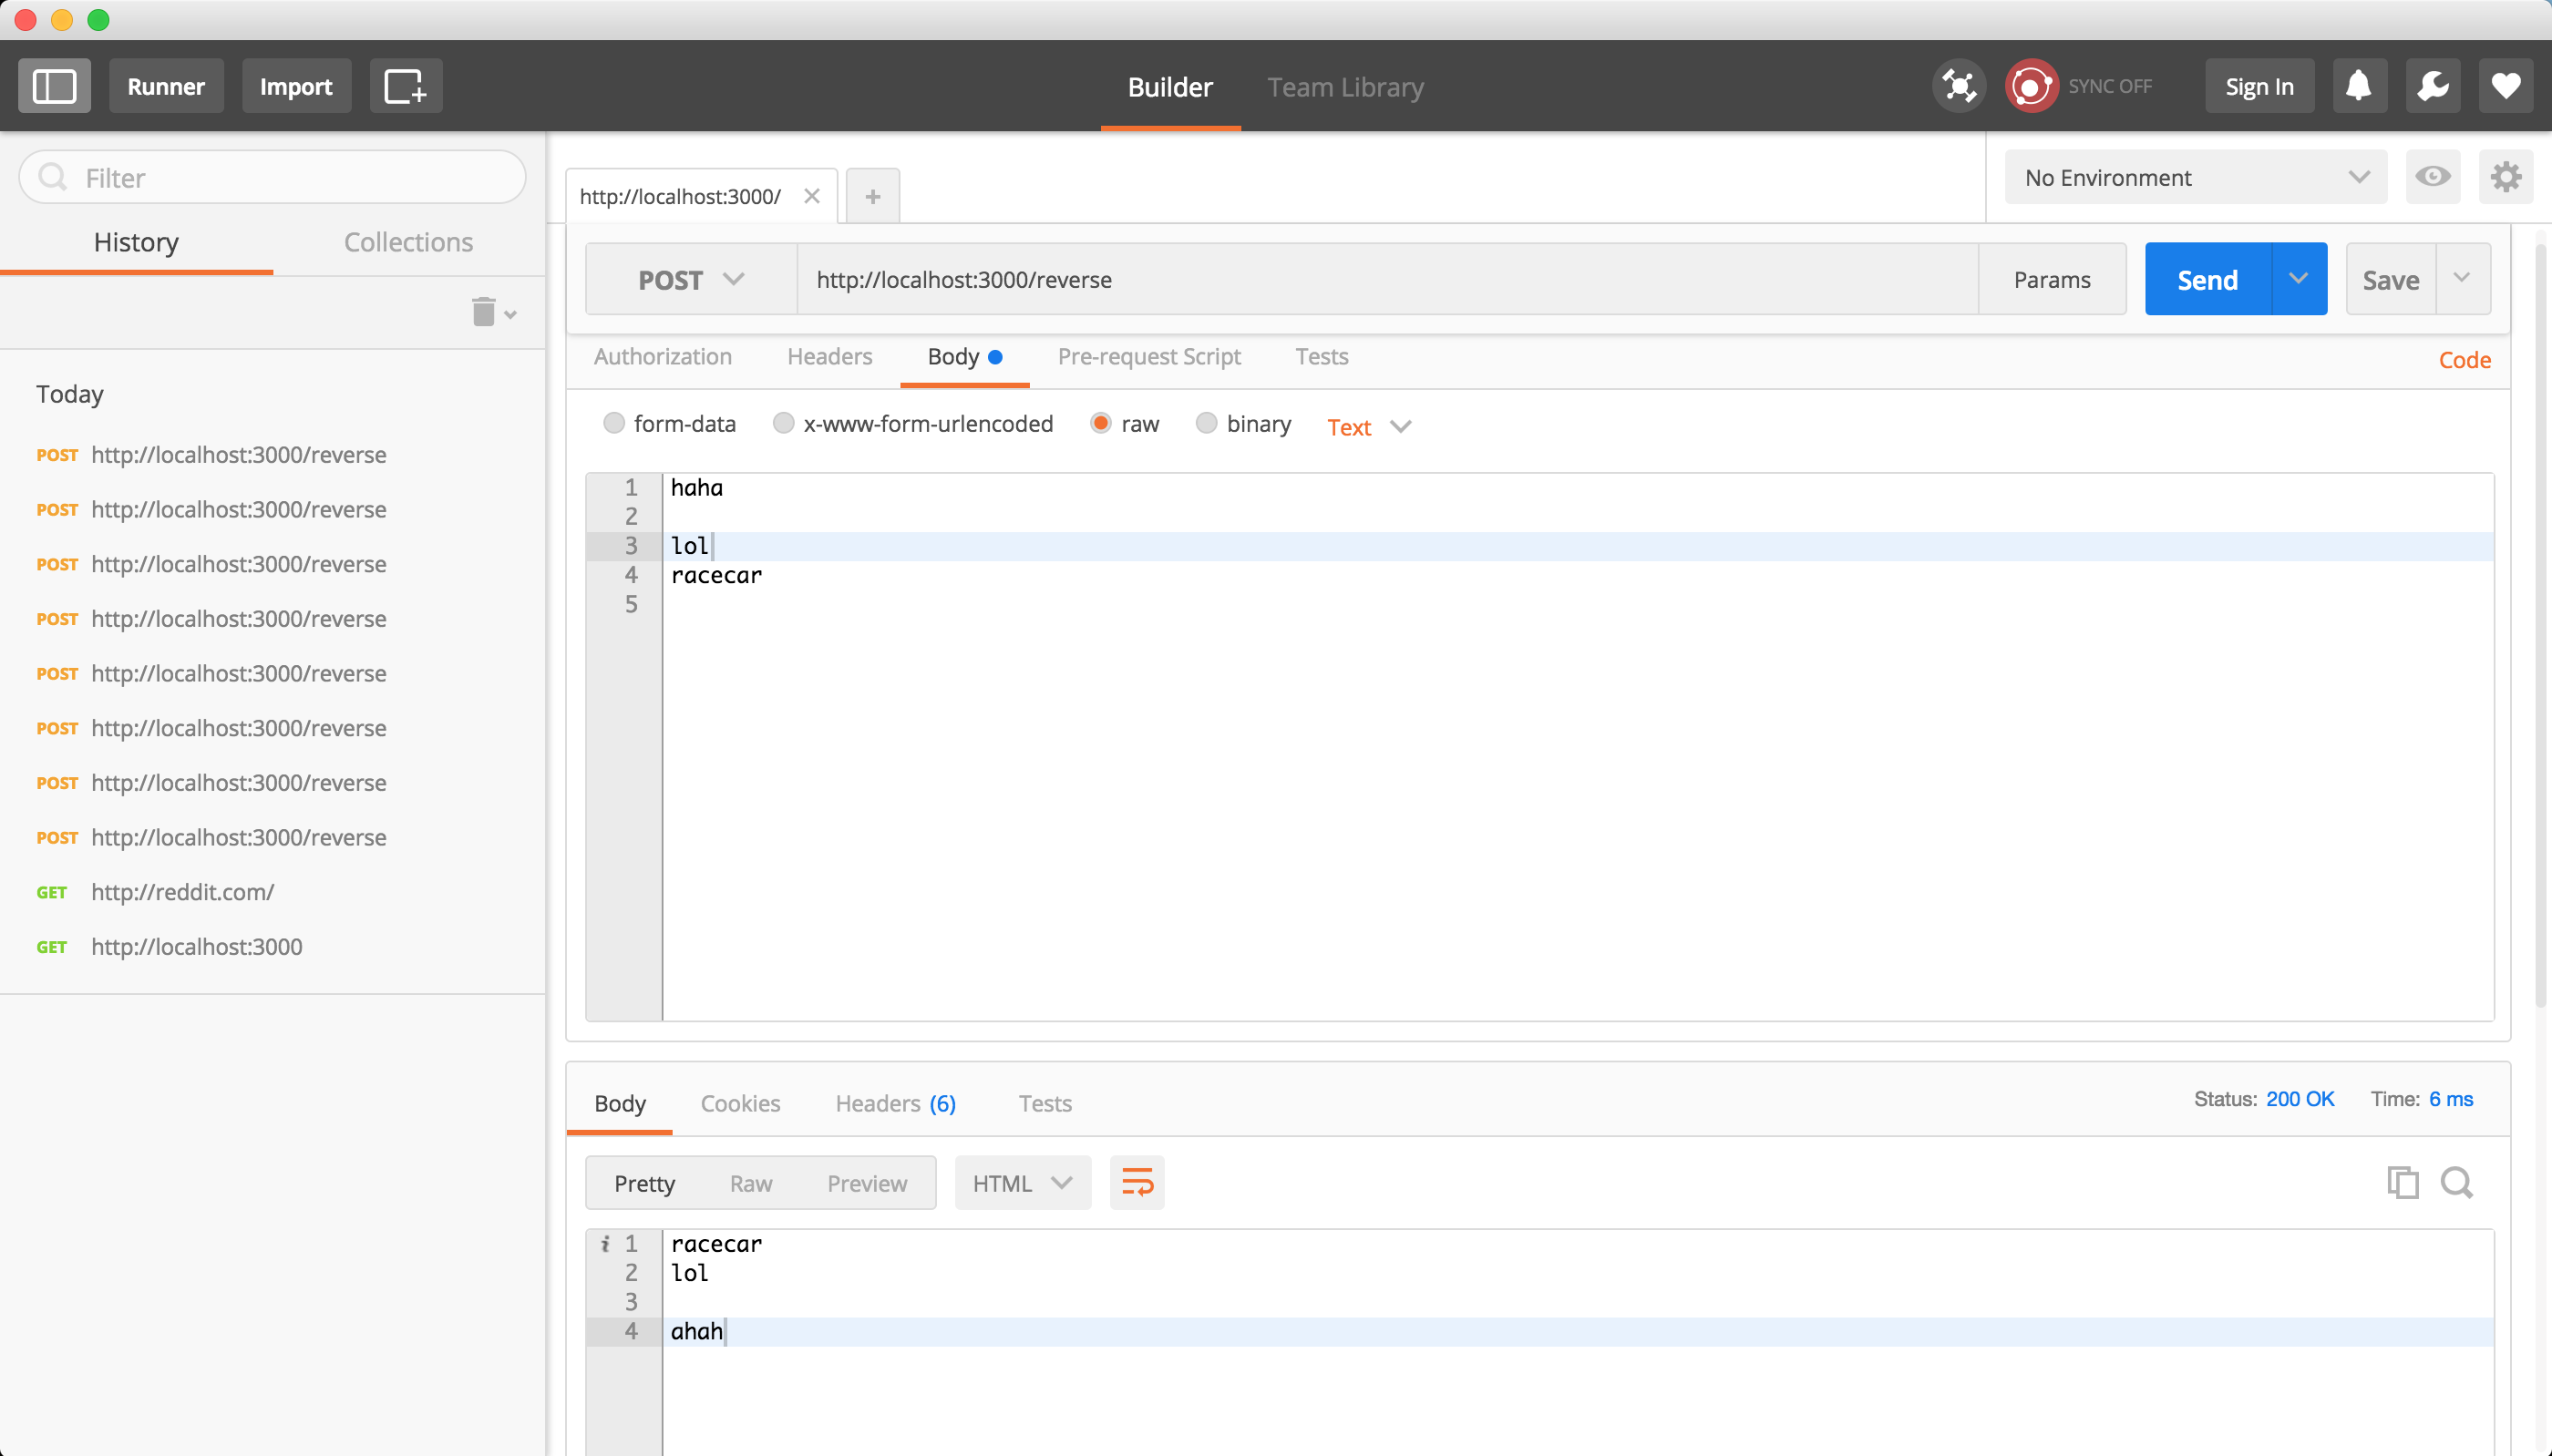 Runner Import Builder Team Library SYNC OFF Sign In
Filter
History Collections
Today
POST http://localhost:3000/reverse
POST http://localhost:3000/reverse
POST http://localhost:3000/reverse
POST http://localhost:3000/reverse
POST http://localhost:3000/reverse
POST http://localhost:3000/reverse
POST http://localhost:3000/reverse
POST http://localhost:3000/reverse
GET http://reddit.com/
GET http://localhost:3000
http://localhost:3000/ No Environment
POST http://localhost:3000/reverse Params Send Save
Authorization Headers Body Pre-request Script Tests Code
form-data x-www-form-urlencoded raw binary Text
1 haha
2
3 lol
4 racecar
5
Body Cookies Headers (6) Tests Status: 200 OK Time: 6 ms
Pretty Raw Preview HTML
i 1 racecar
2 lol
3
4 ahah